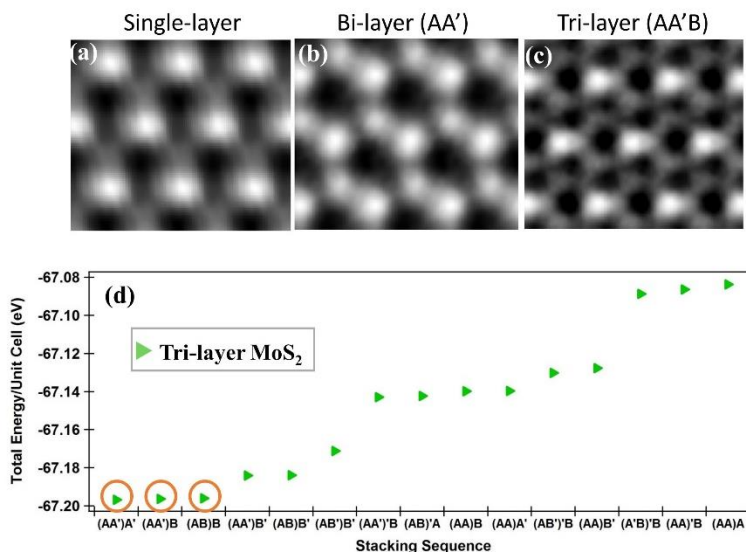 Single-layer
Bi-layer (AA')
Tri-layer (AA'B)
(a)
(b)
(c)
(d)
Tri-layer MoS₂
Total Energy/Unit Cell (eV)
-67.08
-67.10
-67.12
-67.14
-67.16
-67.18
-67.20
(AA')A' (AA')B (AB)B (AA')B' (AB)B' (AB')B' (AA')'B (AB)'A (AA)B (AA)A' (AB')'B (AA)B' (A'B)'B (AA)'B (AA)A
Stacking Sequence